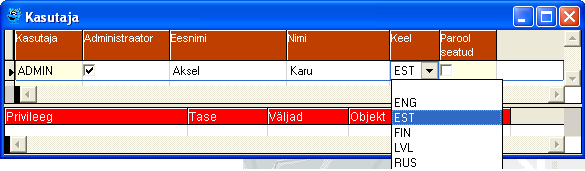 Kasutaja
Kasutaja Administraator Eesnimi Nimi Keel Parool seatud
ADMIN Aksel Karu EST
ENG
EST
FIN
LVL
RUS
Privileeg Tase Väljad Objekt